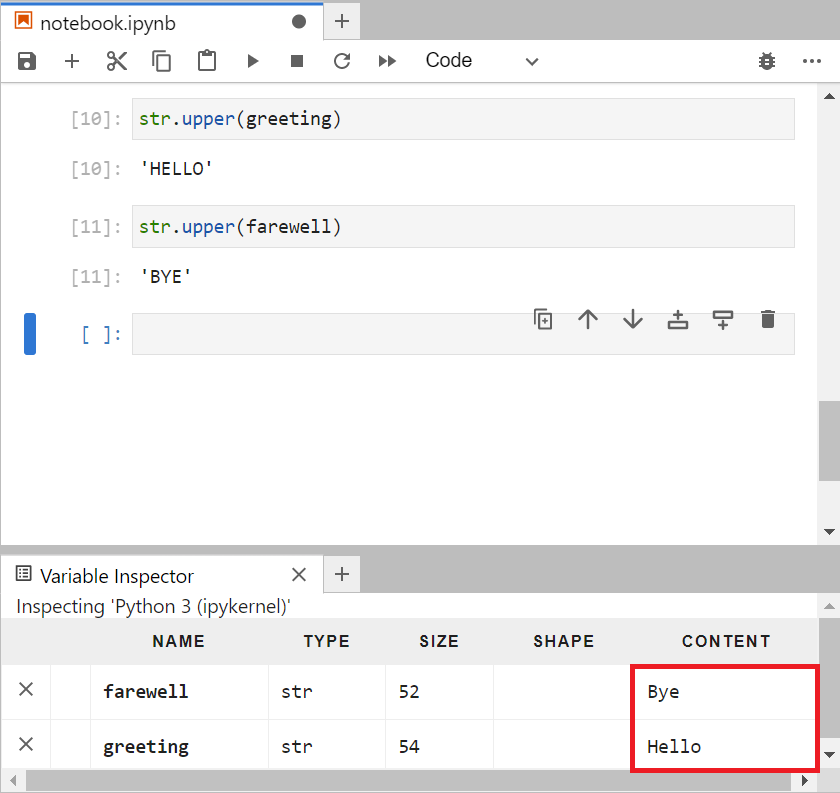 notebook.ipynb
Code
[10]: str.upper(greeting)
[10]: 'HELLO'
[11]: str.upper(farewell)
[11]: 'BYE'
[ ]:
Variable Inspector
Inspecting 'Python 3 (ipykernel)'
NAME TYPE SIZE SHAPE CONTENT
farewell str 52 Bye
greeting str 54 Hello